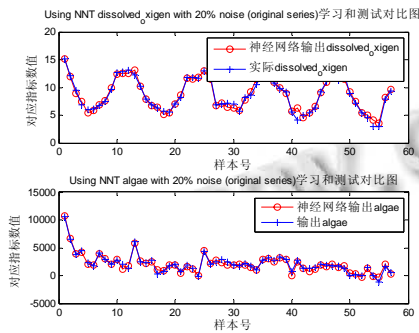 Using NNT dissolved_oxigen with 20% noise (original series)学习和测试对比图
20
15
10
5
0
对应指标数值
神经网络输出dissolved_oxigen
实际dissolved_oxigen
0 10 20 30 40 50 60
样本号
Using NNT algae with 20% noise (original series)学习和测试对比图
15000
10000
5000
0
-5000
对应指标数值
神经网络输出algae
输出algae
0 10 20 30 40 50 60
样本号